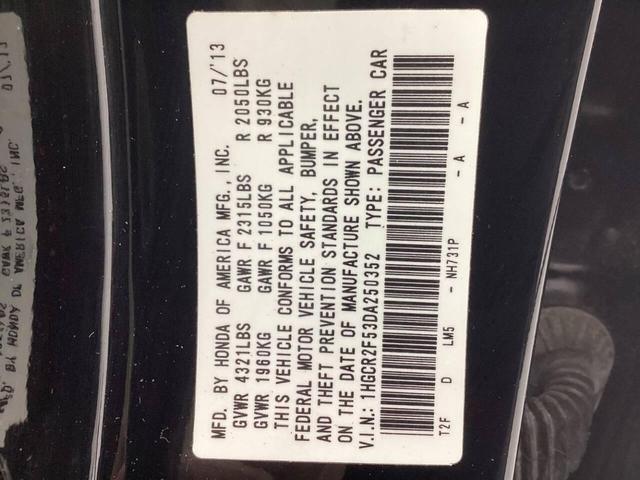 MFD. BY HONDA OF AMERICA MFG., INC. 07/'13
GVWR 4321LBS GAWR F 2315LBS R 2050LBS
GVWR 1960KG GAWR F 1050KG R 930KG
THIS VEHICLE CONFORMS TO ALL APPLICABLE
FEDERAL MOTOR VEHICLE SAFETY, BUMPER,
AND THEFT PREVENTION STANDARDS IN EFFECT
ON THE DATE OF MANUFACTURE SHOWN ABOVE.
V.I.N.: 1HGCR2F53DA250352 TYPE: PASSENGER CAR
T2F D LM5 - NH731P - A - A